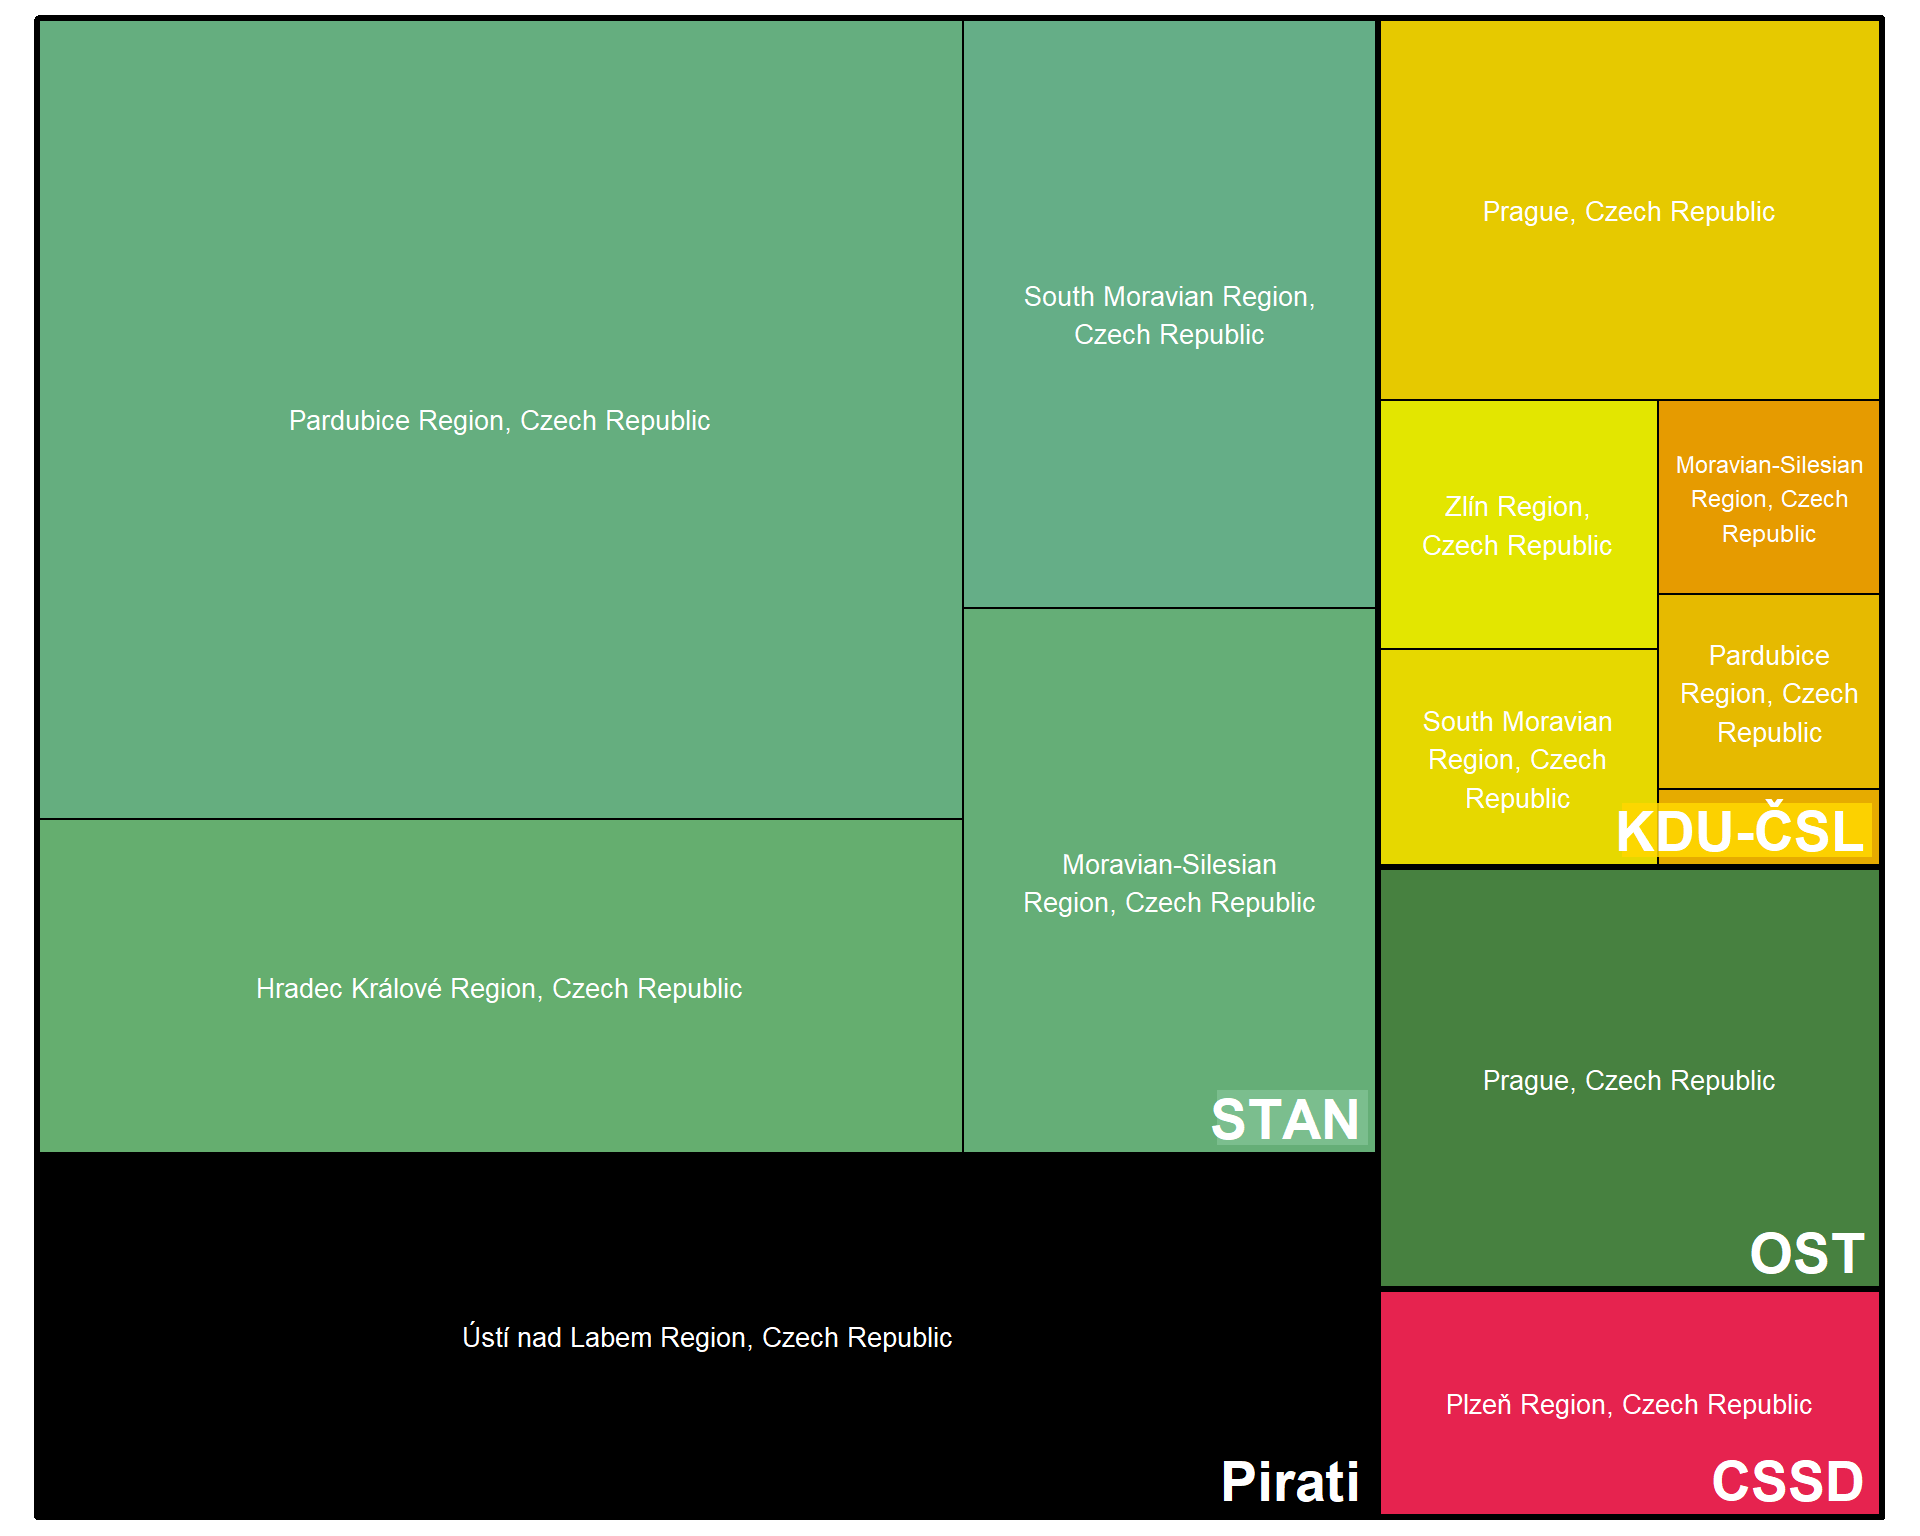 Pardubice Region, Czech Republic
Hradec Králové Region, Czech Republic
South Moravian Region,
Czech Republic
Moravian-Silesian
Region, Czech Republic
STAN
Ústí nad Labem Region, Czech Republic
Pirati
Prague, Czech Republic
Zlín Region,
Czech Republic
South Moravian
Region, Czech
Republic
Moravian-Silesian
Region, Czech
Republic
Pardubice
Region, Czech
Republic
KDU-ČSL
Prague, Czech Republic
OST
Plzeň Region, Czech Republic
CSSD